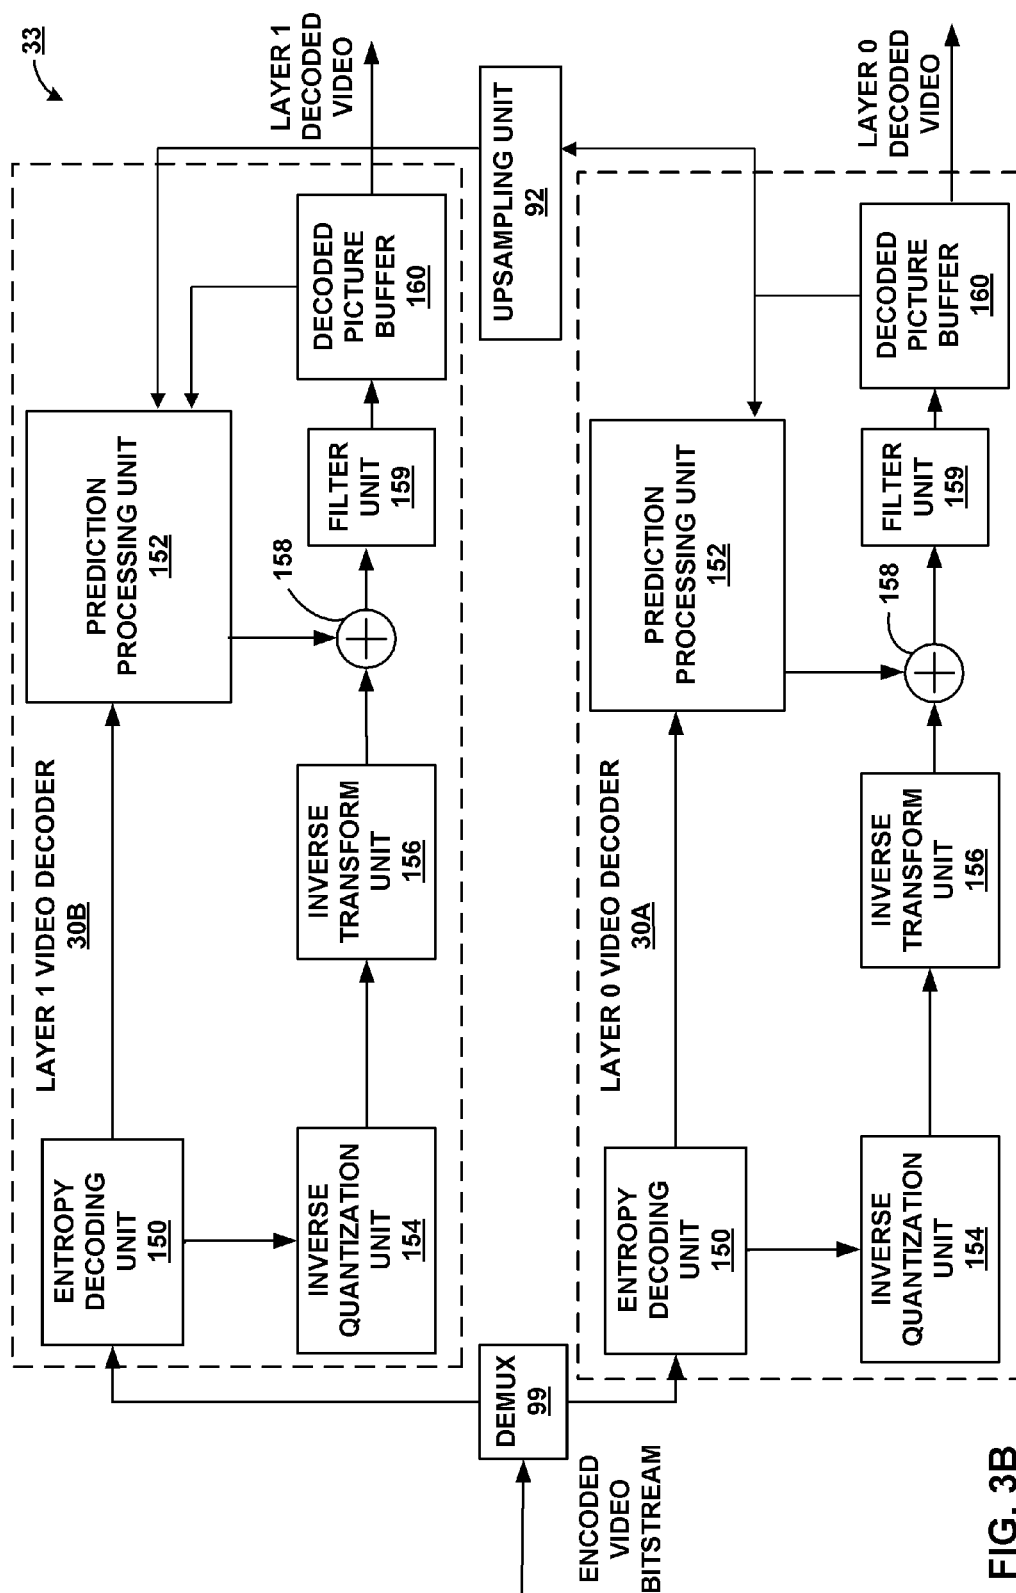 33
LAYER 1 VIDEO DECODER
30B
ENTROPY
DECODING
UNIT
150
PREDICTION
PROCESSING UNIT
152
INVERSE
QUANTIZATION
UNIT
154
INVERSE
TRANSFORM
UNIT
156
158
FILTER
UNIT
159
DECODED
PICTURE
BUFFER
160
LAYER 1
DECODED
VIDEO
ENCODED
VIDEO
BITSTREAM
DEMUX
99
UPSAMPLING UNIT
92
LAYER 0 VIDEO DECODER
30A
ENTROPY
DECODING
UNIT
150
PREDICTION
PROCESSING UNIT
152
INVERSE
QUANTIZATION
UNIT
154
INVERSE
TRANSFORM
UNIT
156
158
FILTER
UNIT
159
DECODED
PICTURE
BUFFER
160
LAYER 0
DECODED
VIDEO
FIG. 3B